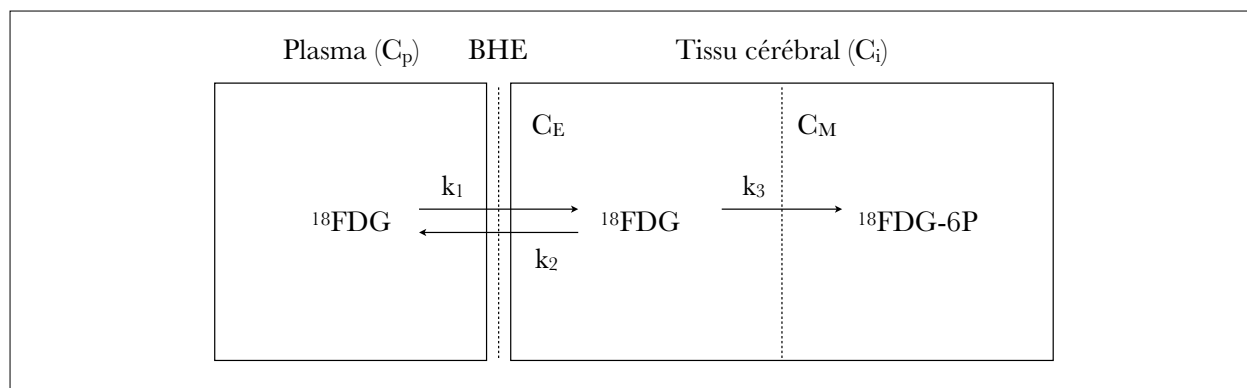 Plasma (Cp) BHE Tissu cérébral (Ci)
CE CM
k1 k3
18FDG 18FDG 18FDG-6P
k2